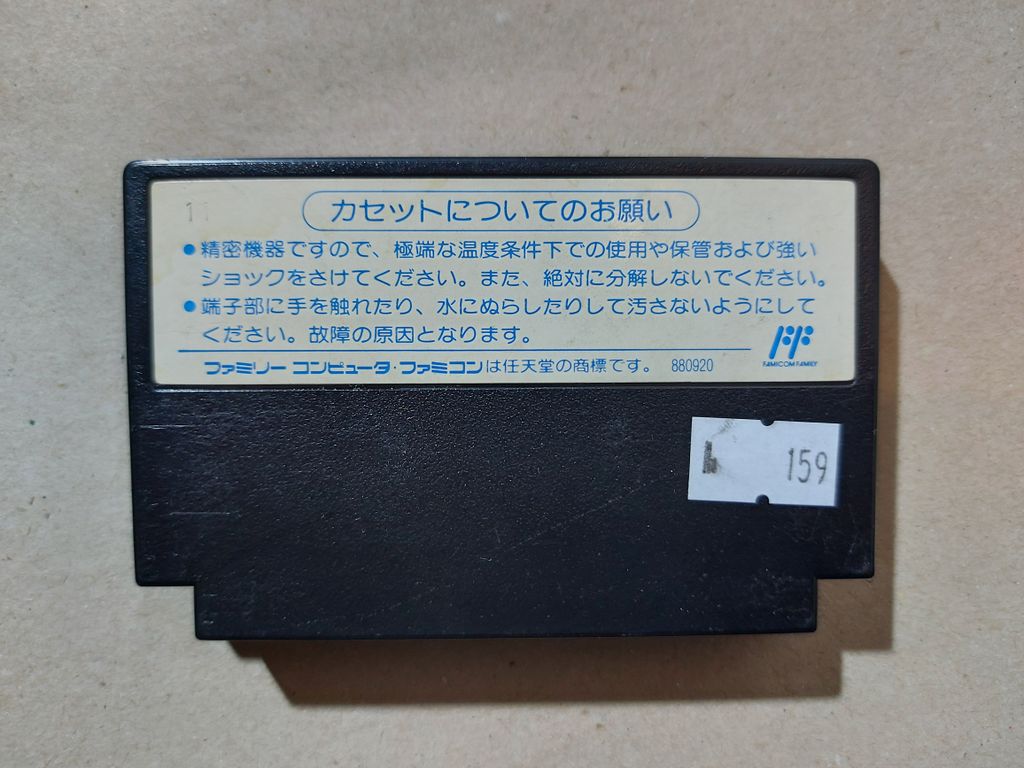 カセットについてのお願い
●精密機器ですので、極端な温度条件下での使用や保管および強い
ショックをさけてください。また、絶対に分解しないでください。
●端子部に手を触れたり、水にぬらしたりして汚さないようにして
ください。故障の原因となります。
ファミリー コンピュータ・ファミコンは任天堂の商標です。 880920
FAMICOM FAMILY
159